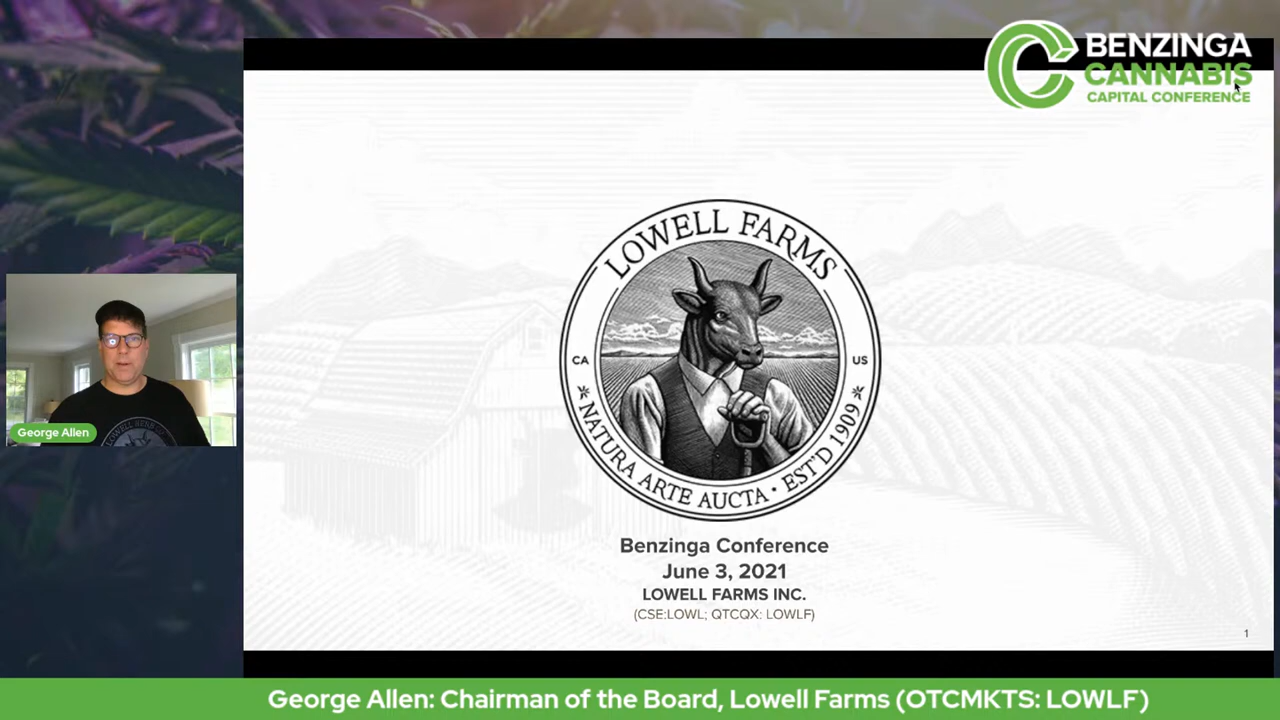 BENZINGA
CANNABIS
CAPITAL CONFERENCE
LOWELL FARMS
CA
US
NATURA ARTE AUCTA • EST'D 1909
George Allen
LOWELL HERB
Benzinga Conference
June 3, 2021
LOWELL FARMS INC.
(CSE:LOWL; QTCQX: LOWLF)
1
George Allen: Chairman of the Board, Lowell Farms (OTCMKTS: LOWLF)